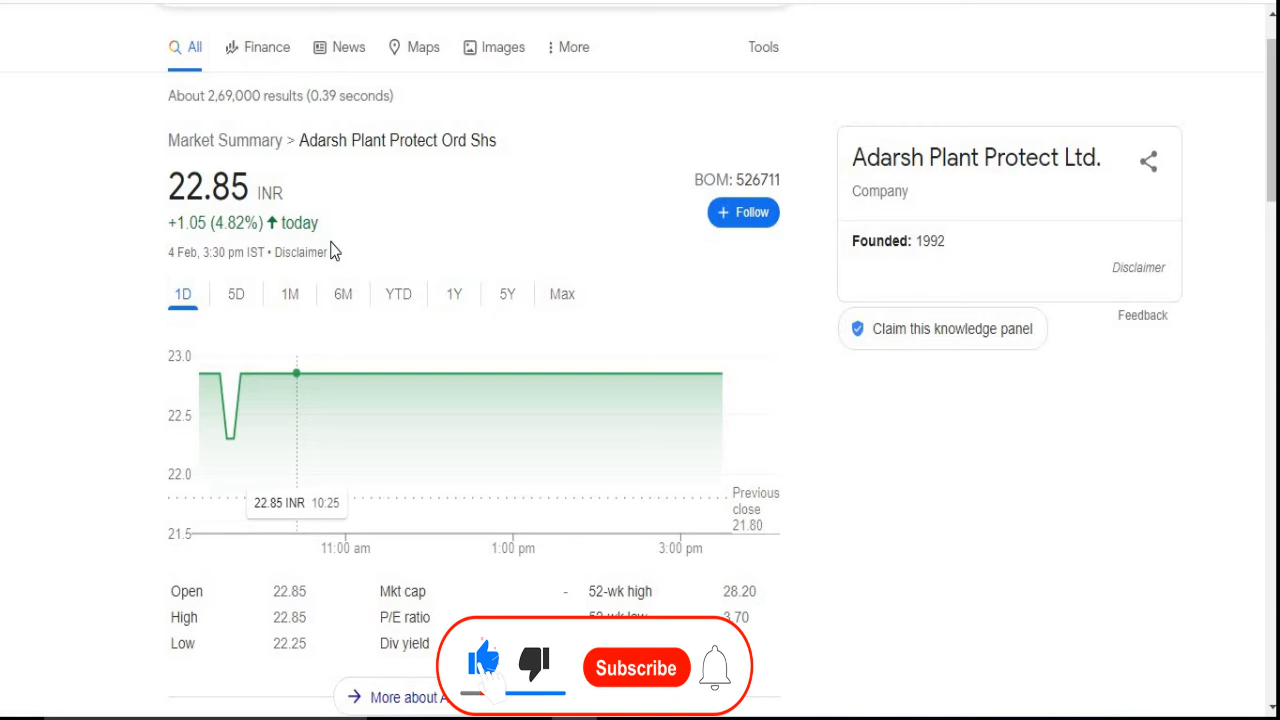 All Finance News Maps Images More Tools
About 2,69,000 results (0.39 seconds)
Market Summary > Adarsh Plant Protect Ord Shs
22.85 INR
+1.05 (4.82%) today
4 Feb, 3:30 pm IST • Disclaimer
BOM: 526711
+ Follow
1D 5D 1M 6M YTD 1Y 5Y Max
23.0
22.5
22.0
21.5
22.85 INR 10:25
Previous
close
21.80
11:00 am 1:00 pm 3:00 pm
Open 22.85 Mkt cap - 52-wk high 28.20
High 22.85 P/E ratio 52-wk low 3.70
Low 22.25 Div yield
More about
Subscribe
Adarsh Plant Protect Ltd.
Company
Founded: 1992
Disclaimer
Feedback
Claim this knowledge panel